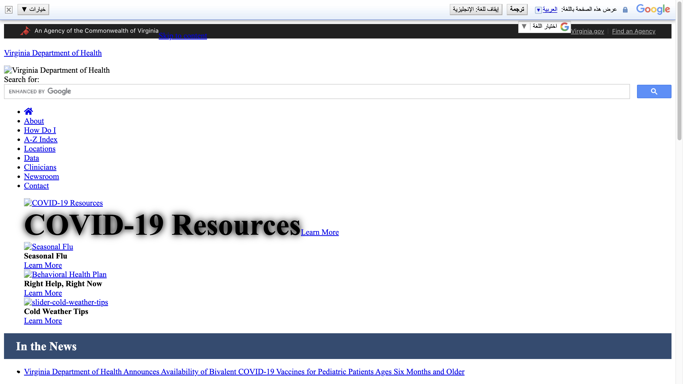 خيارات ▼
إيقاف للغة: الإنجليزية
ترجمة
عرض هذه الصفحة باللغة: العربية
Google
An Agency of the Commonwealth of Virginia
اختيار اللغة ▼
Virginia.gov
Find an Agency
Virginia Department of Health
Virginia Department of Health
Search for:
ENHANCED BY Google
About
How Do I
A-Z Index
Locations
Data
Clinicians
Newsroom
Contact
COVID-19 Resources
COVID-19 Resources Learn More
Seasonal Flu
Seasonal Flu
Learn More
Behavioral Health Plan
Right Help, Right Now
Learn More
slider-cold-weather-tips
Cold Weather Tips
Learn More
In the News
Virginia Department of Health Announces Availability of Bivalent COVID-19 Vaccines for Pediatric Patients Ages Six Months and Older